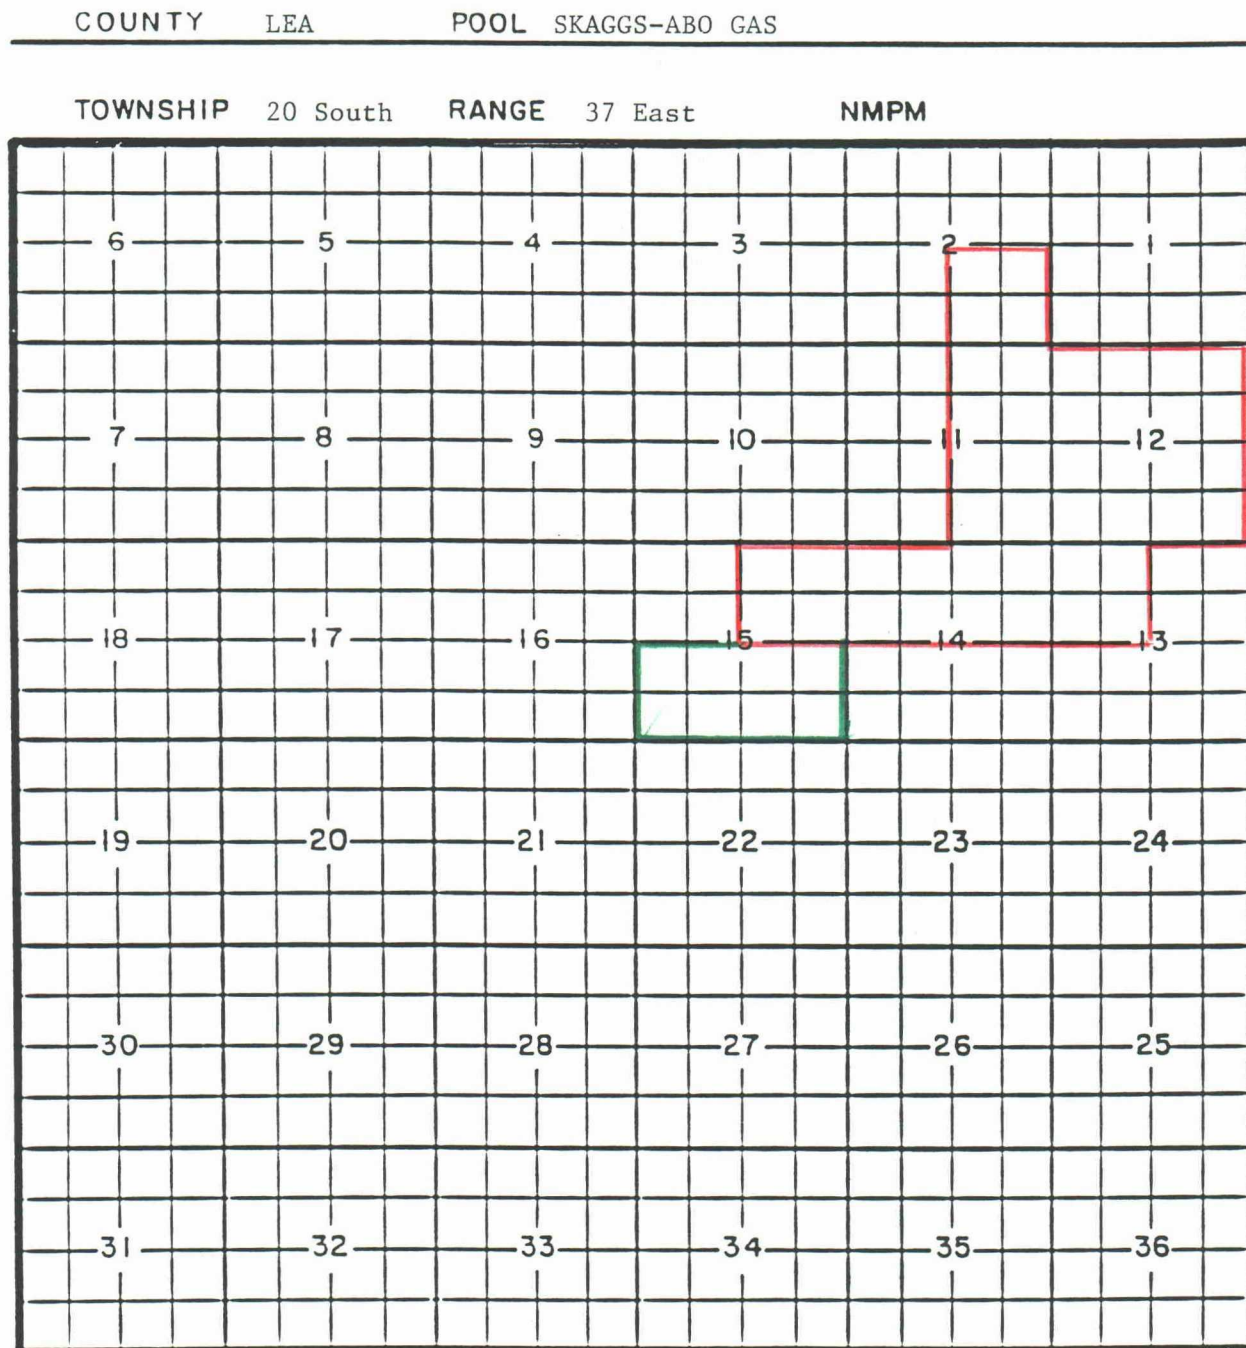 COUNTY LEA POOL SKAGGS-ABO GAS
TOWNSHIP 20 South RANGE 37 East NMPM
6 5 4 3 2 1
7 8 9 10 11 12
18 17 16 15 14 13
19 20 21 22 23 24
30 29 28 27 26 25
31 32 33 34 35 36